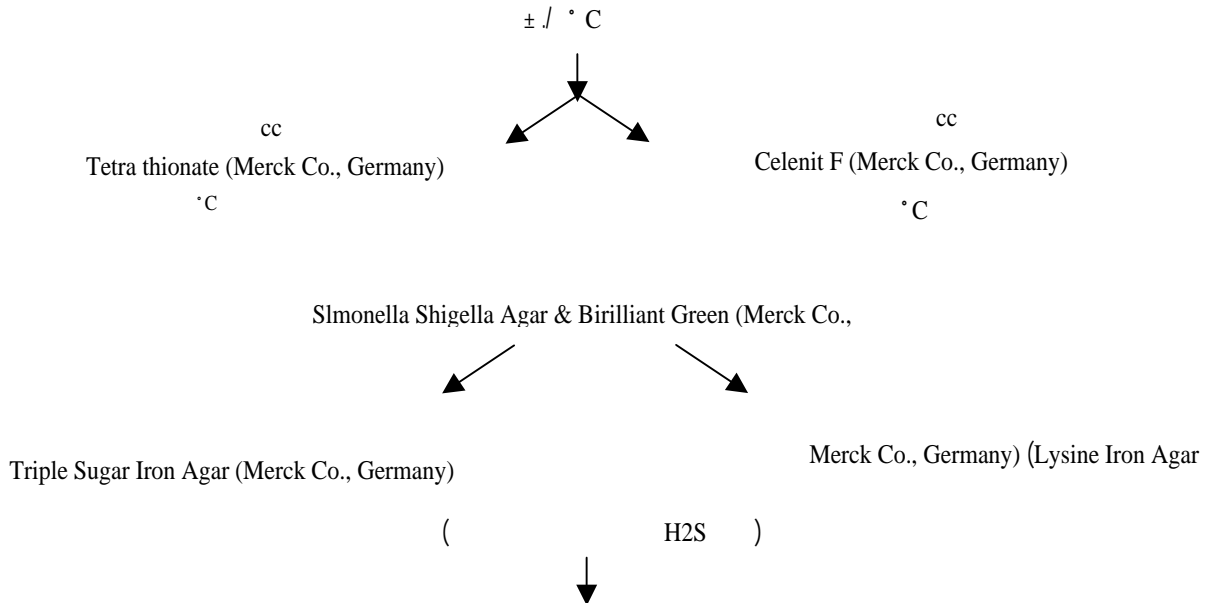 ± ./ °C
cc
cc
Tetra thionate (Merck Co., Germany)
Celenit F (Merck Co., Germany)
°C
°C
Slmonella Shigella Agar & Birilliant Green (Merck Co.,
Triple Sugar Iron Agar (Merck Co., Germany)
Merck Co., Germany) (Lysine Iron Agar
( H2S )